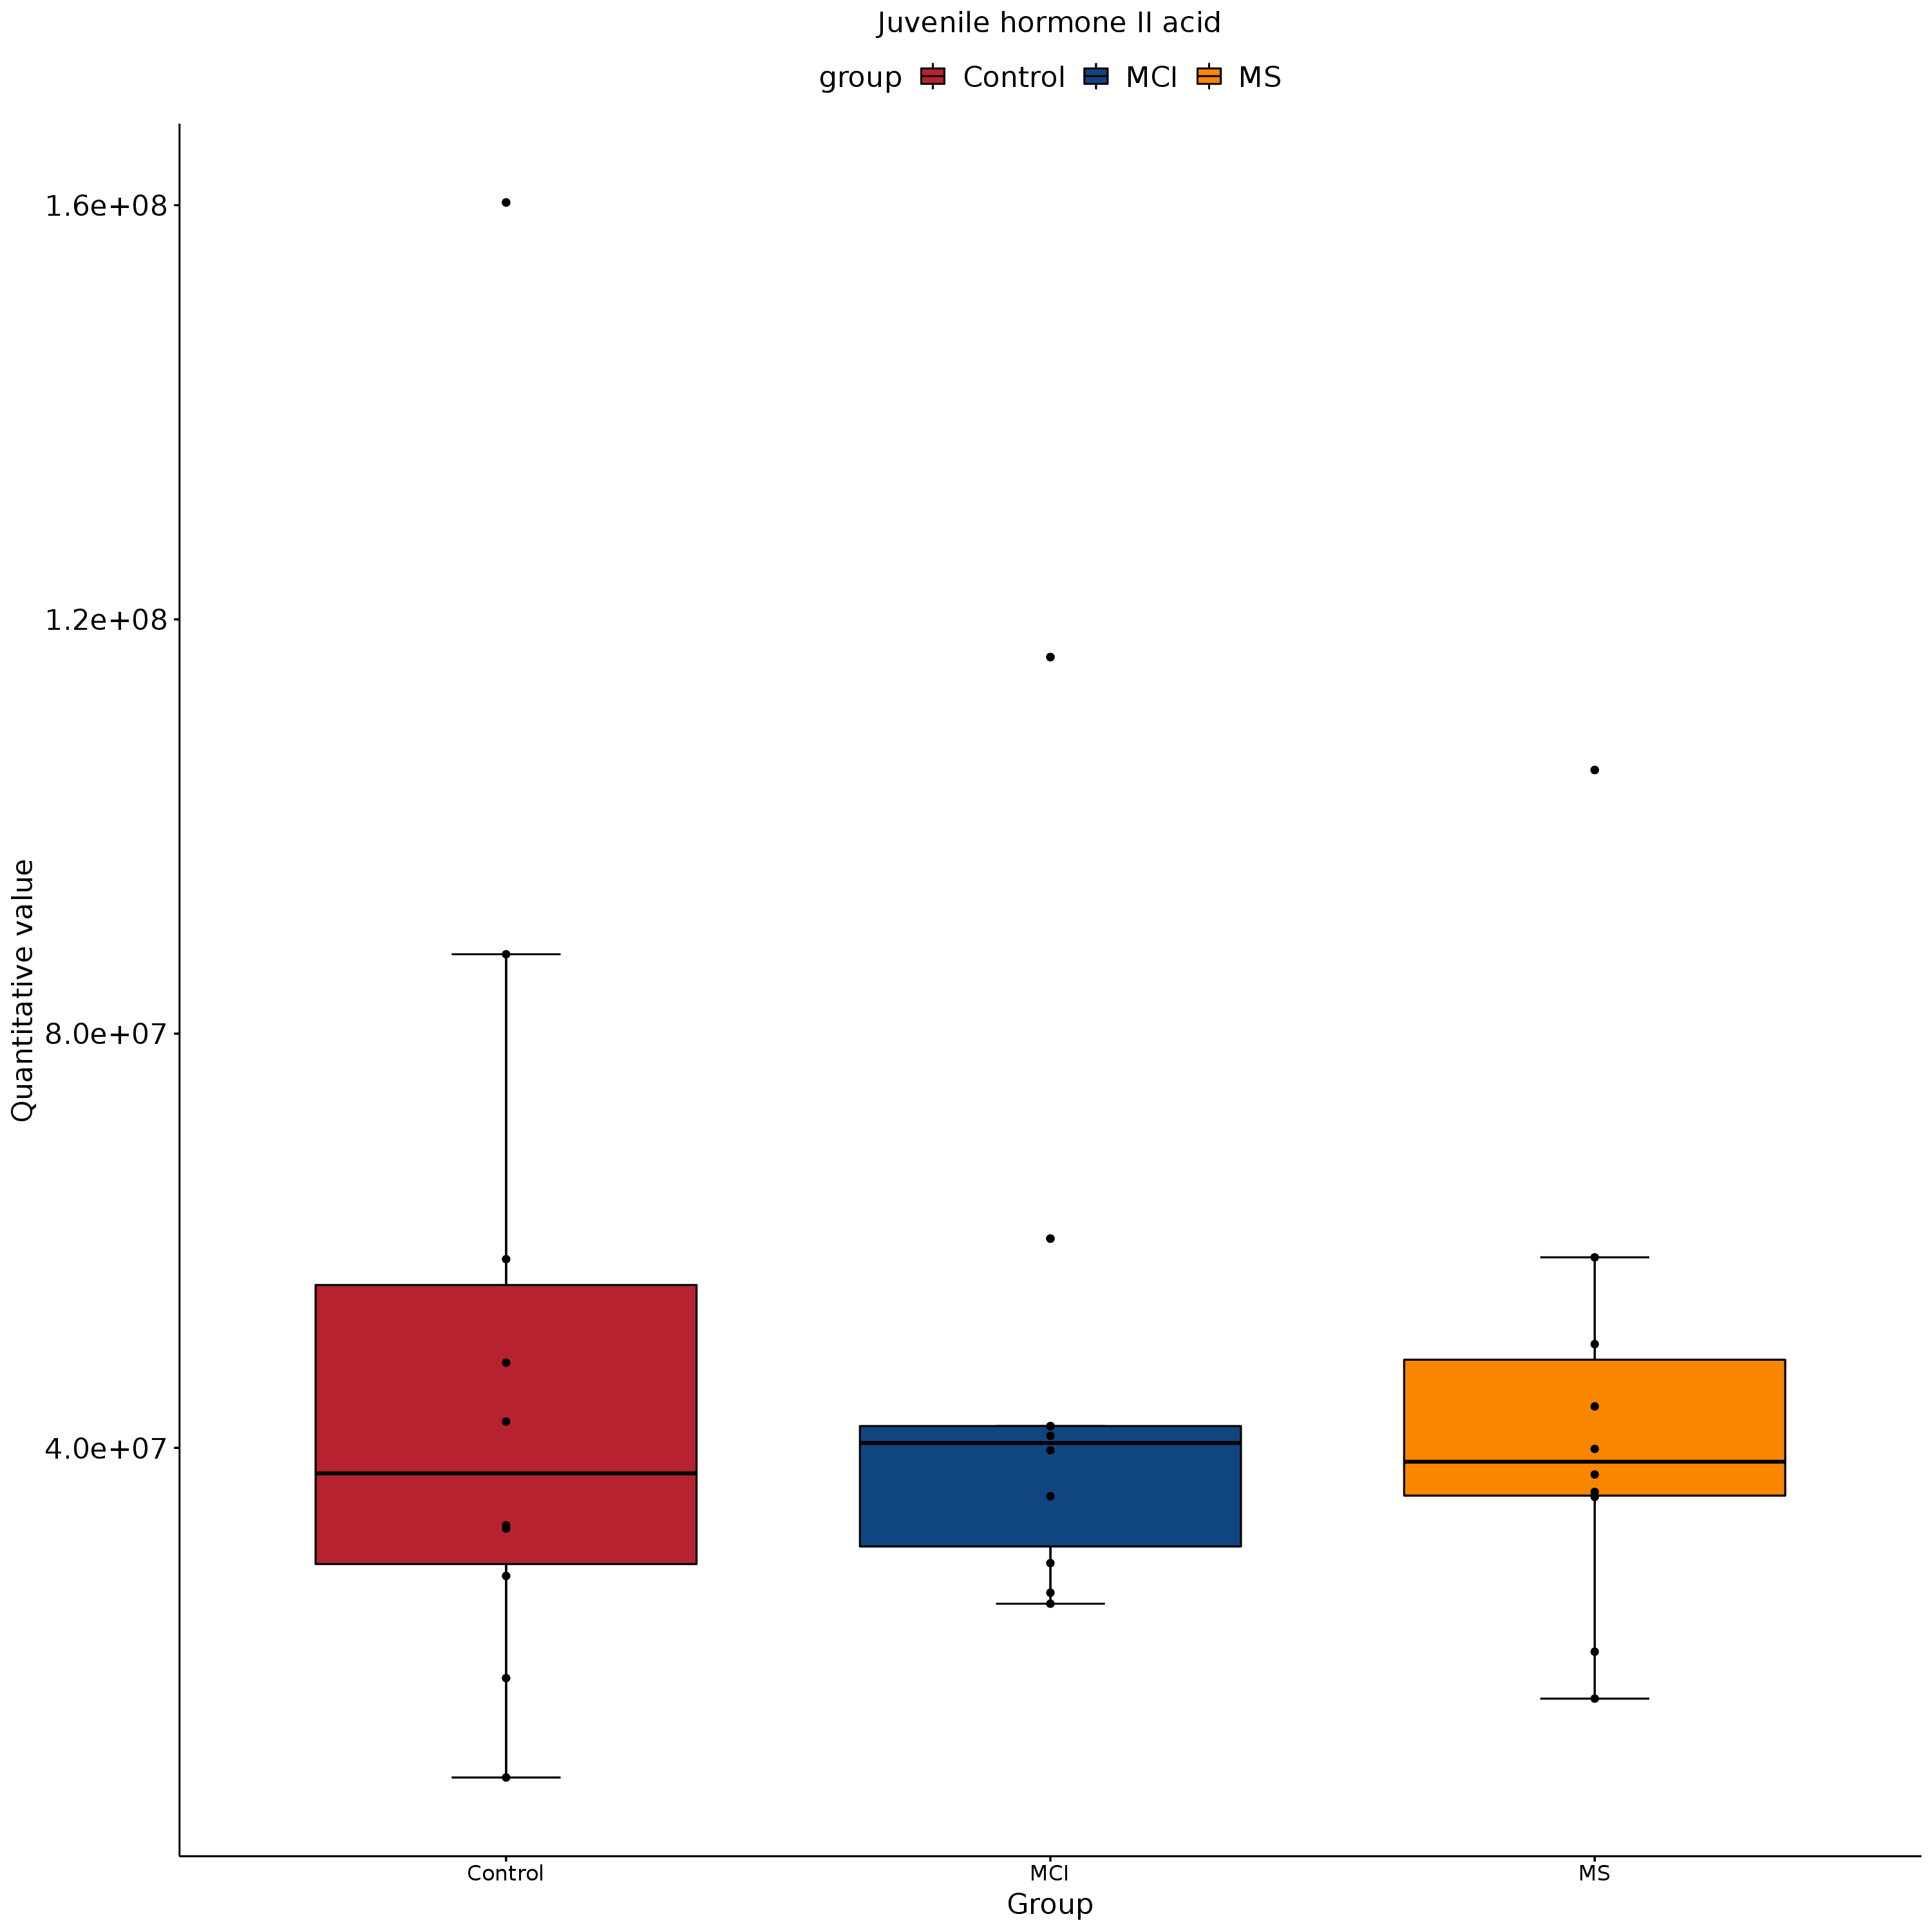 Juvenile hormone II acid
group Control MCI MS
1.6e+08
1.2e+08
8.0e+07
4.0e+07
Quantitative value
Control MCI MS
Group